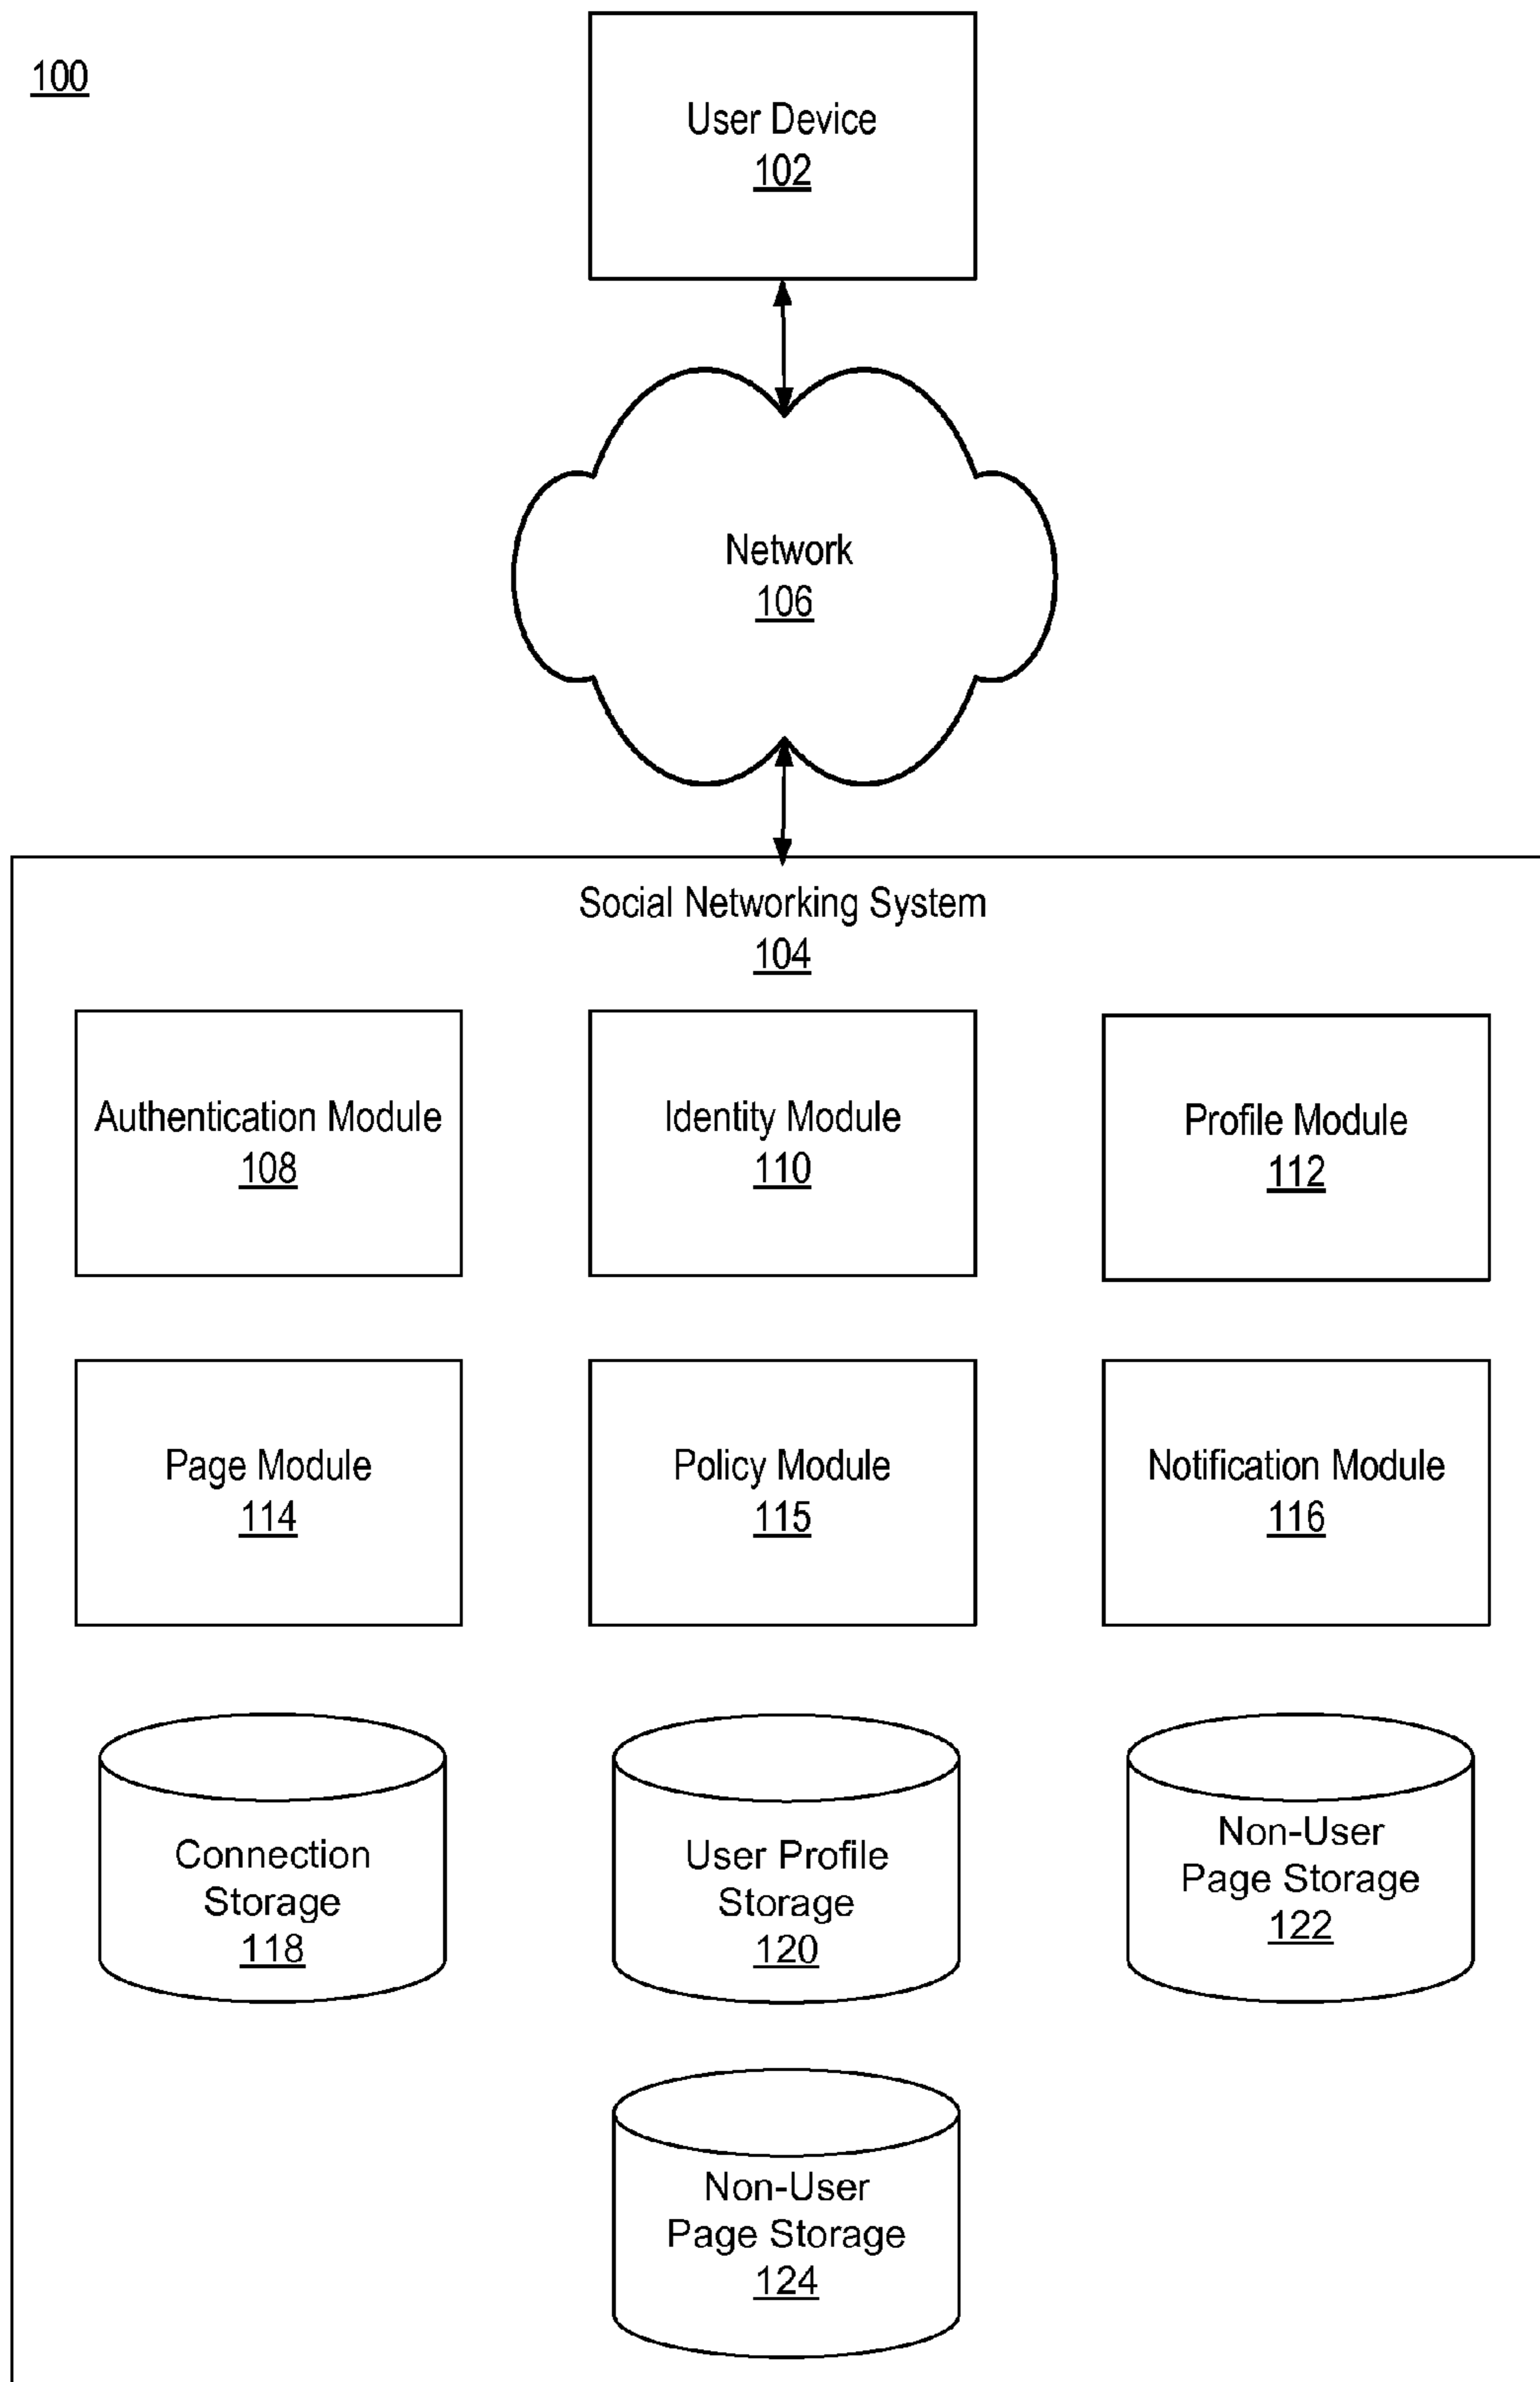 100
User Device
102
Network
106
Social Networking System
104
Authentication Module
108
Identity Module
110
Profile Module
112
Page Module
114
Policy Module
115
Notification Module
116
Connection
Storage
118
User Profile
Storage
120
Non-User
Page Storage
122
Non-User
Page Storage
124